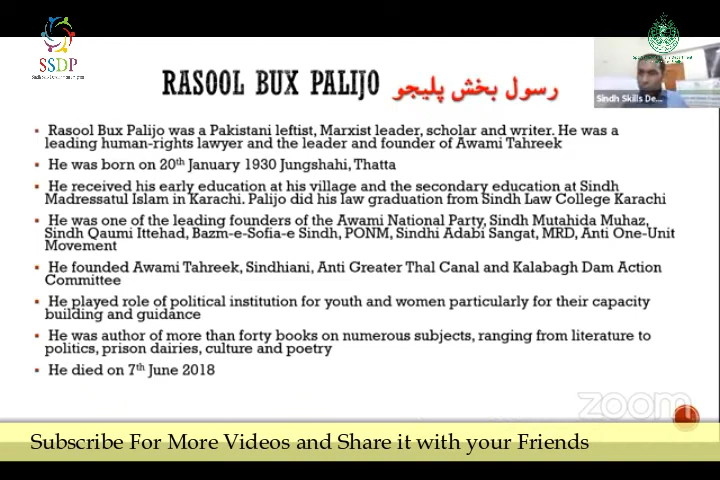 SSDP
RASOOL BUX PALIJO رسول بخش پليجو
Sindh Skills De...
▪ Rasool Bux Palijo was a Pakistani leftist, Marxist leader, scholar and writer. He was a
leading human-rights lawyer and the leader and founder of Awami Tahreek
▪ He was born on 20th January 1930 Jungshahi, Thatta
▪ He received his early education at his village and the secondary education at Sindh
Madressatul Islam in Karachi. Palijo did his law graduation from Sindh Law College Karachi
▪ He was one of the leading founders of the Awami National Party, Sindh Mutahida Muhaz,
Sindh Qaumi Ittehad, Bazm-e-Sofia-e Sindh, PONM, Sindhi Adabi Sangat, MRD, Anti One-Unit
Movement
▪ He founded Awami Tahreek, Sindhiani, Anti Greater Thal Canal and Kalabagh Dam Action
Committee
▪ He played role of political institution for youth and women particularly for their capacity
building and guidance
▪ He was author of more than forty books on numerous subjects, ranging from literature to
politics, prison dairies, culture and poetry
▪ He died on 7th June 2018
zoom
Subscribe For More Videos and Share it with your Friends